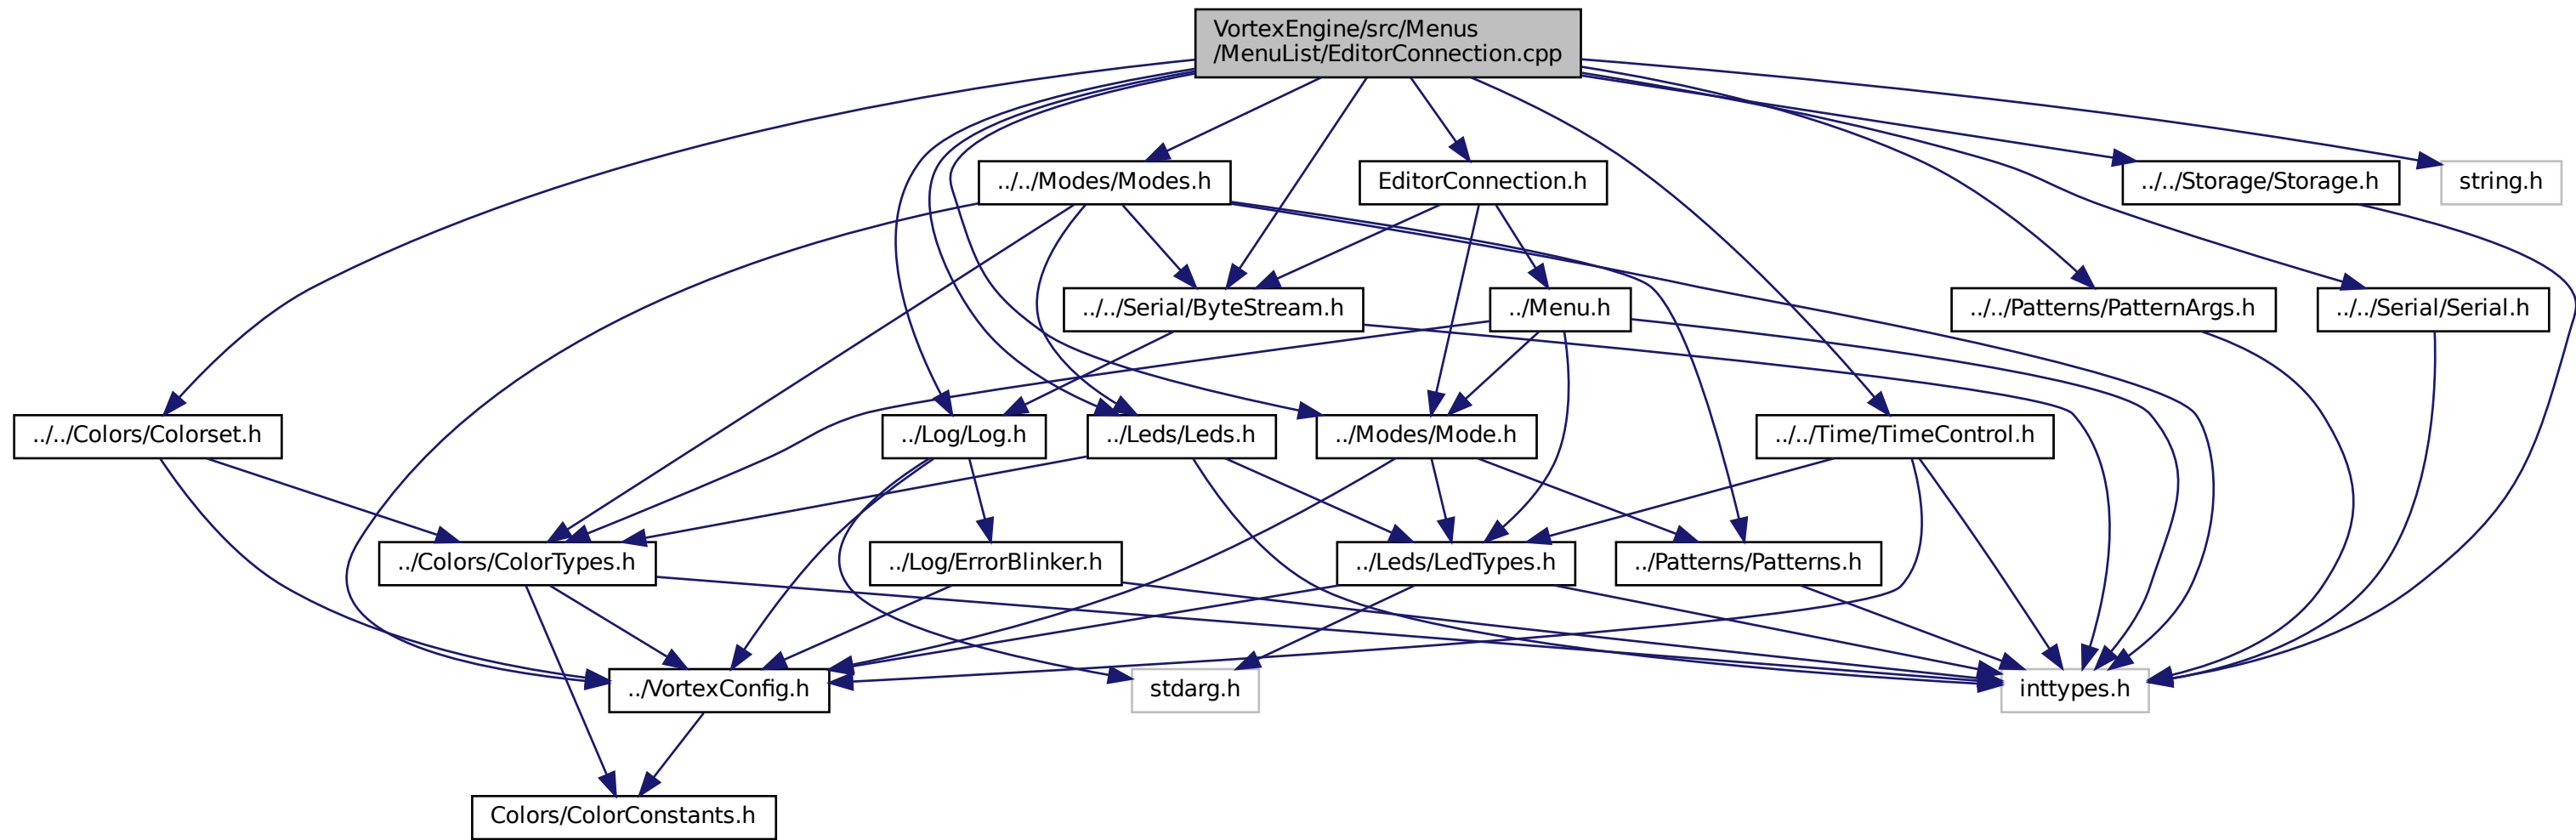 VortexEngine/src/Menus
/MenuList/EditorConnection.cpp
../../Modes/Modes.h
EditorConnection.h
../../Storage/Storage.h
string.h
../../Serial/ByteStream.h
../Menu.h
../../Patterns/PatternArgs.h
../../Serial/Serial.h
../../Colors/Colorset.h
../Log/Log.h
../Leds/Leds.h
../Modes/Mode.h
../../Time/TimeControl.h
../Colors/ColorTypes.h
../Log/ErrorBlinker.h
../Leds/LedTypes.h
../Patterns/Patterns.h
../VortexConfig.h
stdarg.h
inttypes.h
Colors/ColorConstants.h